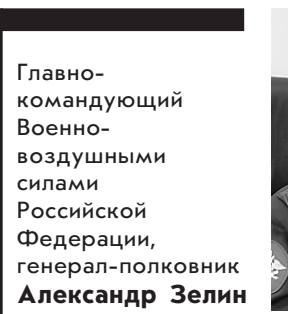 Главно-
командующий
Военно-
воздушными
силами
Российской
Федерации,
генерал-полковник
Александр Зелин